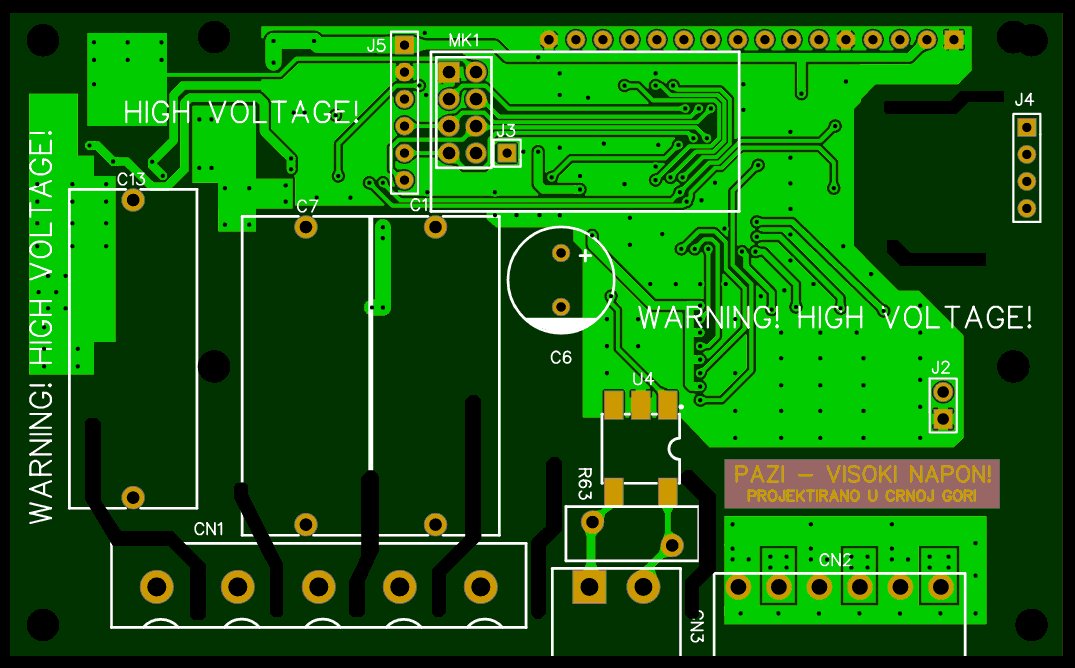 J5
MK1
HIGH VOLTAGE!
J3
J4
C13
C7
C1
+
WARNING! HIGH VOLTAGE!
WARNING! HIGH VOLTAGE!
C6
U4
J2
R63
PAZI – VISOKI NAPON!
PROJEKTIRANO U CRNOJ GORI
CN1
CN2
CN3